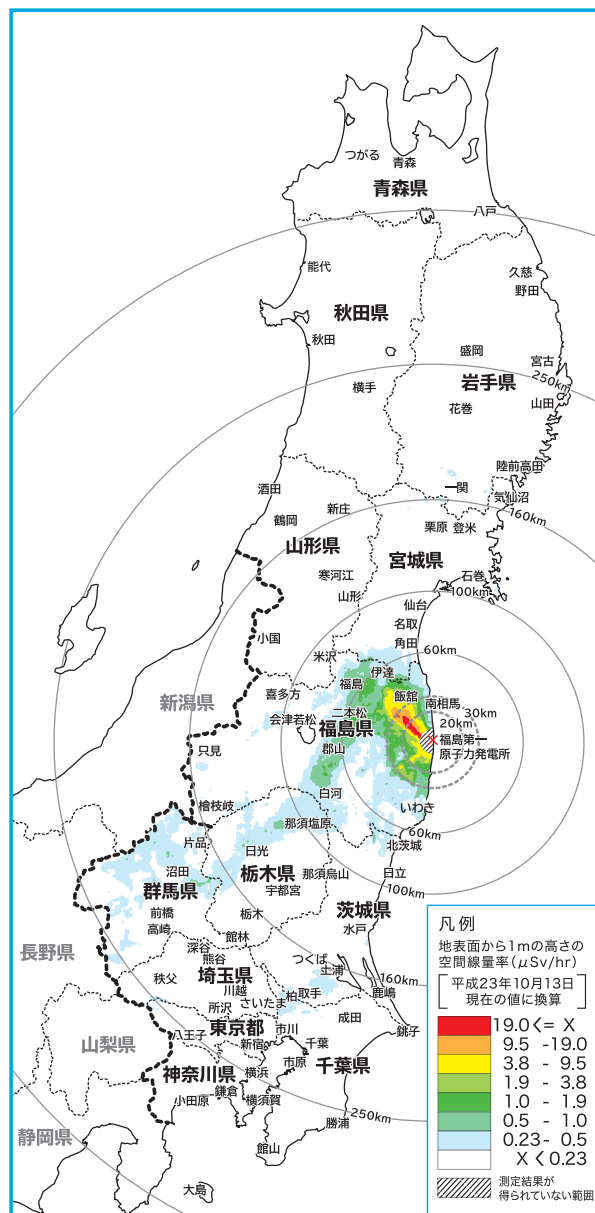 つがる
青森
青森県
八戸
能代
久慈
野田
秋田県
秋田
盛岡
宮古
250km
岩手県
横手
花巻
山田
陸前高田
一関
気仙沼
酒田
160km
新庄
鶴岡
栗原 登米
山形県
宮城県
寒河江
石巻
100km
山形
仙台
名取
小国
角田
米沢
60km
伊達
福島
喜多方
飯舘
南相馬
新潟県
30km
二本松
20km
会津若松
福島県
福島第一
原子力発電所
只見
郡山
白河
檜枝岐
いわき
那須塩原
60km
片品
日光
北茨城
沼田
栃木県
那須烏山
日立
群馬県
宇都宮
100km
前橋
栃木
茨城県
高崎
館林
水戸
長野県
深谷
熊谷
つくば
土浦
秩父
埼玉県
160km
川越
柏
取手
鹿嶋
所沢
さいたま
成田
東京都
市川
銚子
八王子
新宿
千葉
山梨県
市原
千葉県
神奈川県
横浜
鎌倉
小田原
横須賀
250km
勝浦
静岡県
館山
大島
凡例
地表面から1mの高さの
空間線量率(μSv/hr)
平成23年10月13日
現在の値に換算
19.0<= X
9.5 -19.0
3.8 - 9.5
1.9 - 3.8
1.0 - 1.9
0.5 - 1.0
0.23- 0.5
X<0.23
測定結果が
得られていない範囲